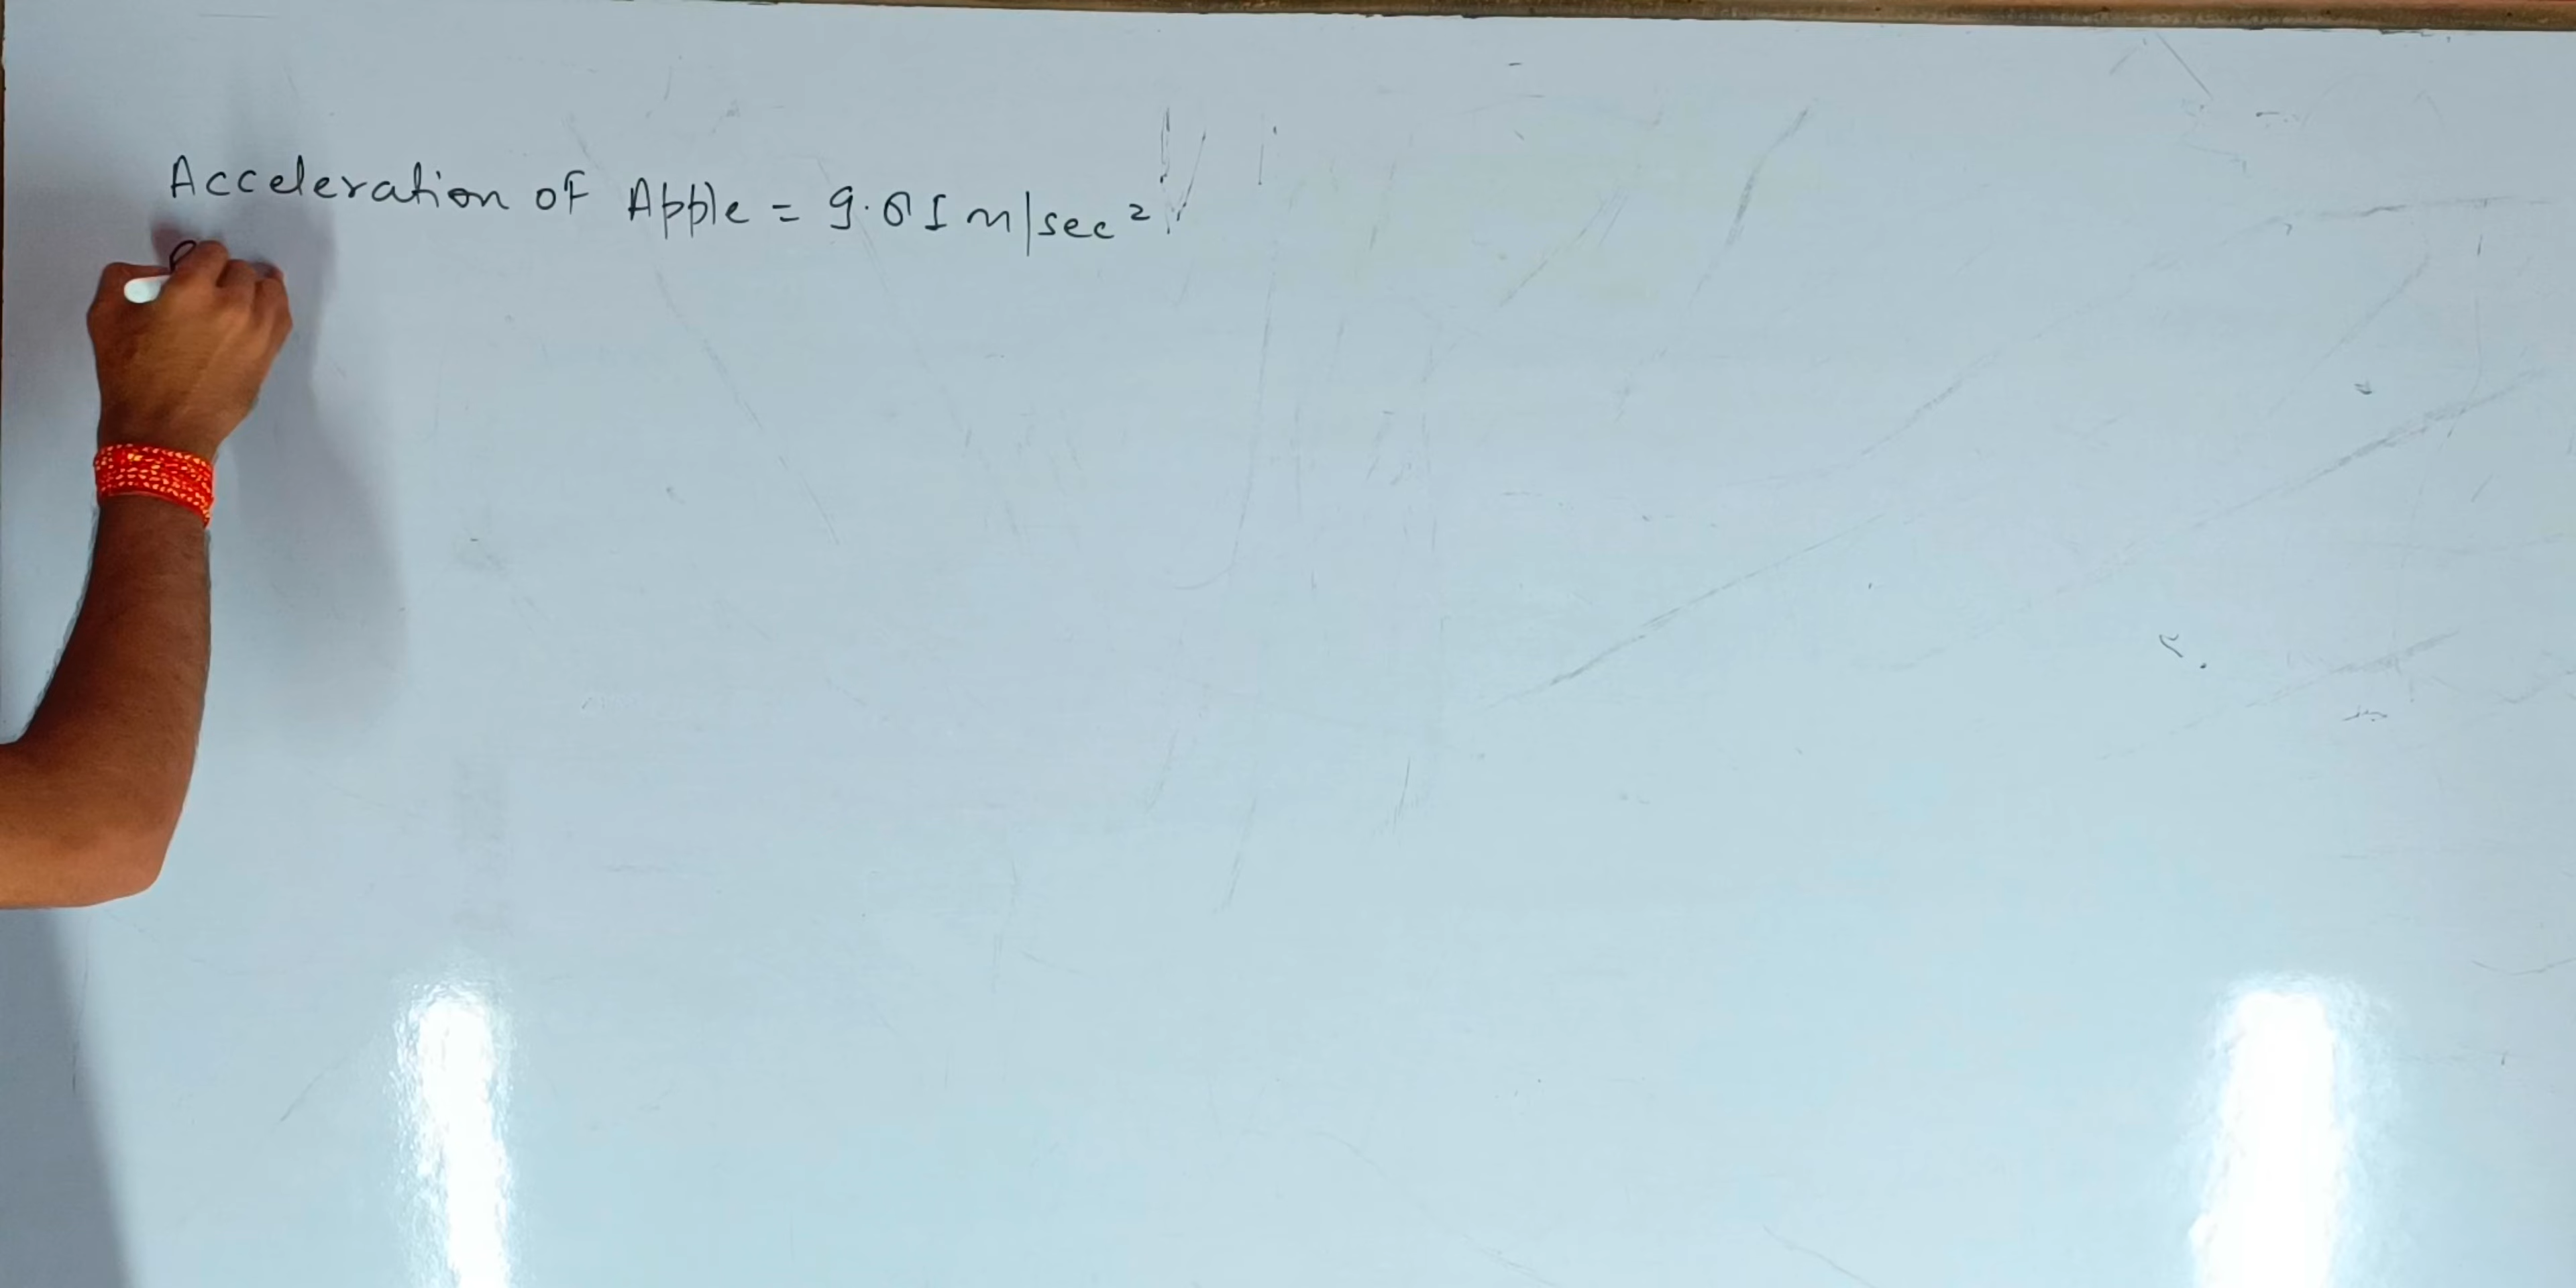 Acceleration of Apple = 9.81 m/sec²